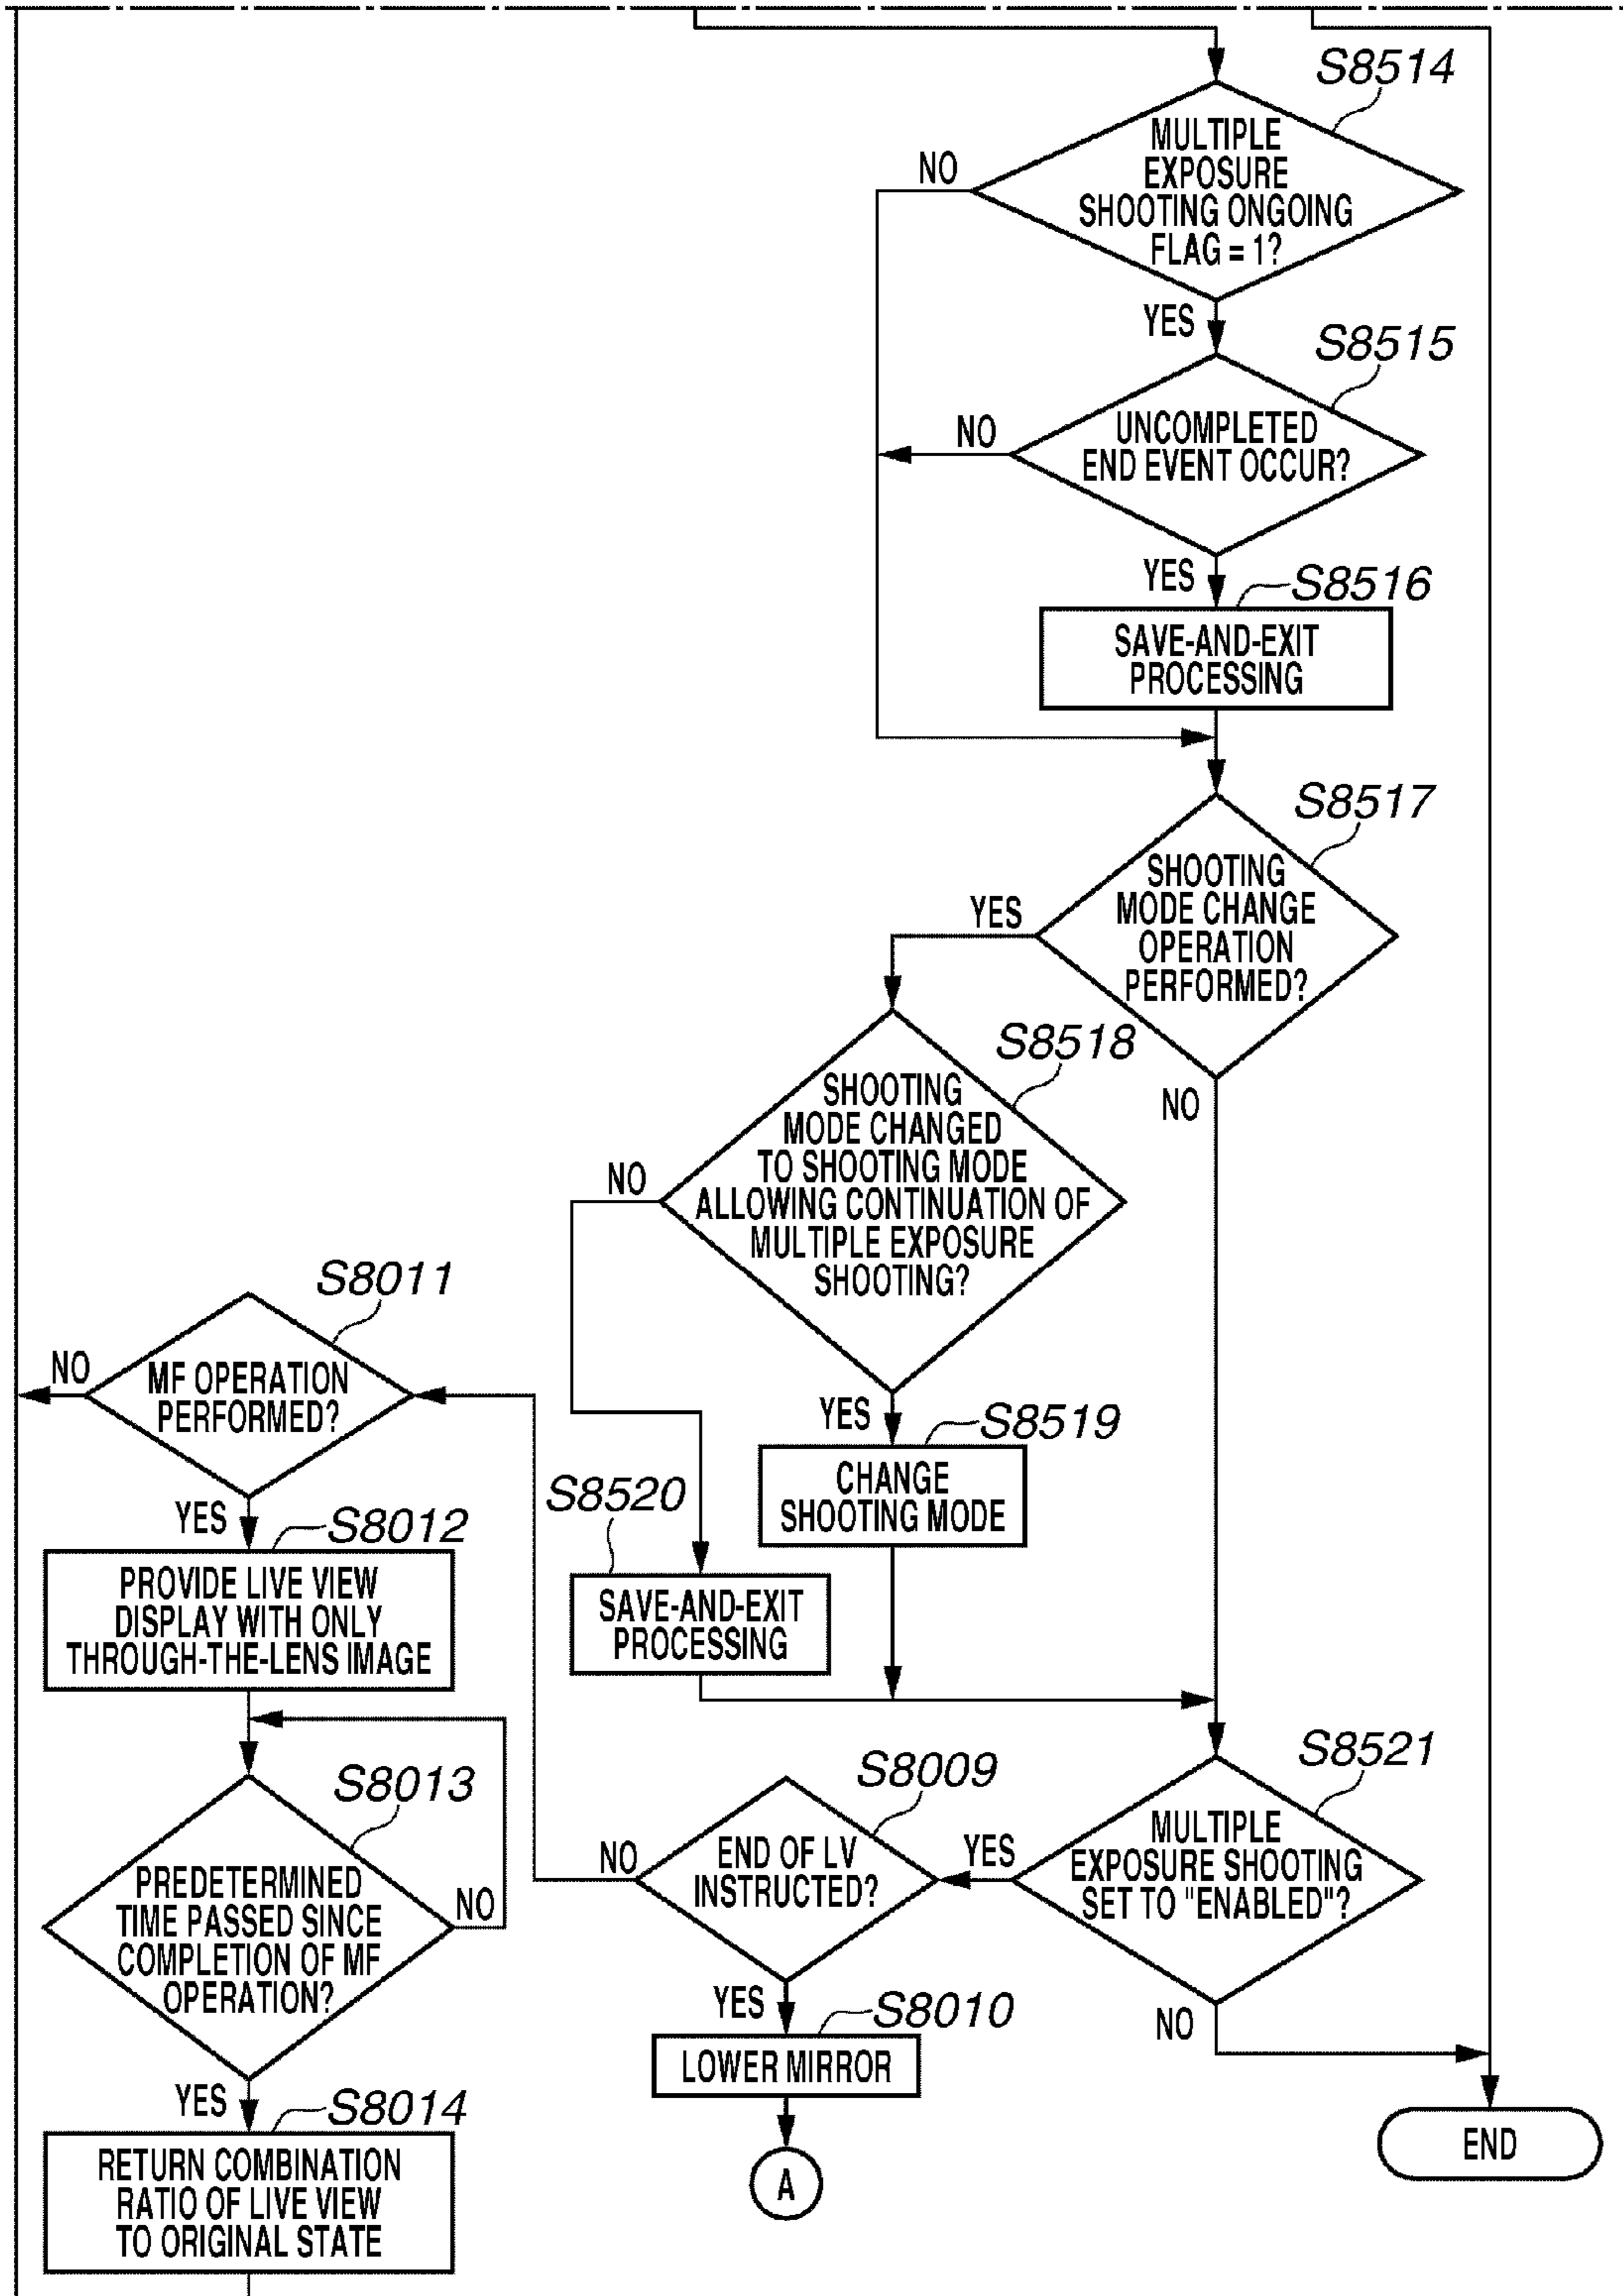 S8514
MULTIPLE
EXPOSURE
SHOOTING ONGOING
FLAG = 1?
NO
YES
S8515
UNCOMPLETED
END EVENT OCCUR?
NO
YES
S8516
SAVE-AND-EXIT
PROCESSING
S8517
SHOOTING
MODE CHANGE
OPERATION
PERFORMED?
YES
NO
S8518
SHOOTING
MODE CHANGED
TO SHOOTING MODE
ALLOWING CONTINUATION OF
MULTIPLE EXPOSURE
SHOOTING?
NO
YES
S8519
CHANGE
SHOOTING MODE
S8520
SAVE-AND-EXIT
PROCESSING
S8521
MULTIPLE
EXPOSURE SHOOTING
SET TO "ENABLED"?
YES
NO
END
S8009
END OF LV
INSTRUCTED?
NO
YES
S8010
LOWER MIRROR
A
S8011
MF OPERATION
PERFORMED?
NO
YES
S8012
PROVIDE LIVE VIEW
DISPLAY WITH ONLY
THROUGH-THE-LENS IMAGE
S8013
PREDETERMINED
TIME PASSED SINCE
COMPLETION OF MF
OPERATION?
NO
YES
S8014
RETURN COMBINATION
RATIO OF LIVE VIEW
TO ORIGINAL STATE